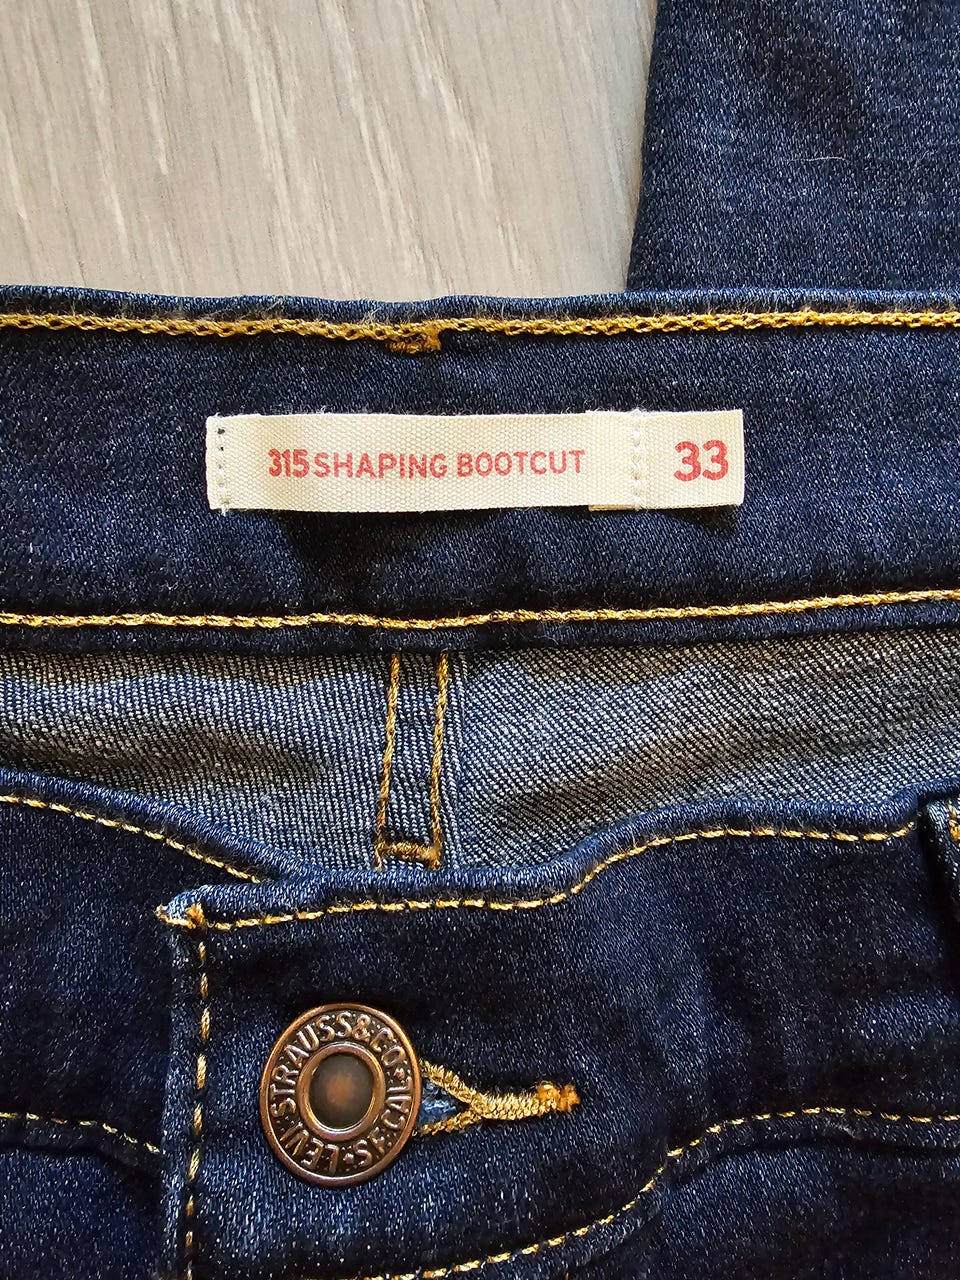 315 SHAPING BOOTCUT 33
LEVI STRAUSS & CO. S.F. CAL